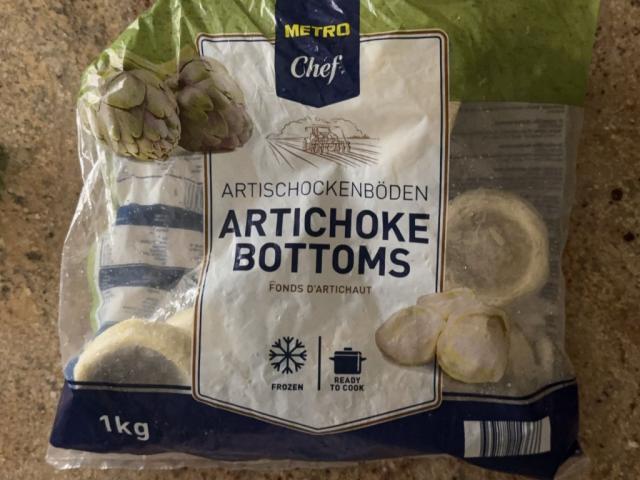 METRO
Chef
ARTISCHOCKENBÖDEN
ARTICHOKE
BOTTOMS
FONDS D'ARTICHAUT
FROZEN
READY
TO COOK
1kg